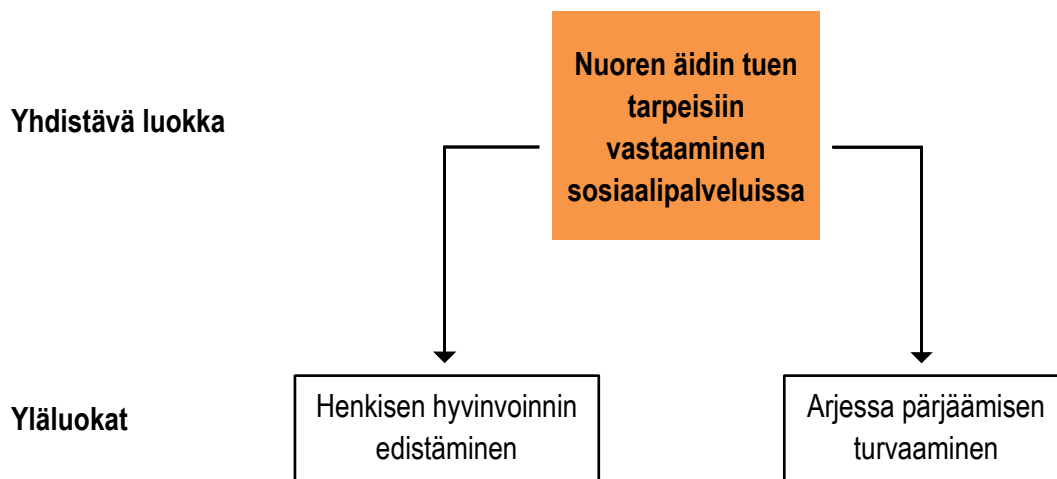 Yhdistävä luokka
Nuoren äidin tuen
tarpeisiin
vastaaminen
sosiaalipalveluissa
Yläluokat
Henkisen hyvinvoinnin
edistäminen
Arjessa pärjäämisen
turvaaminen